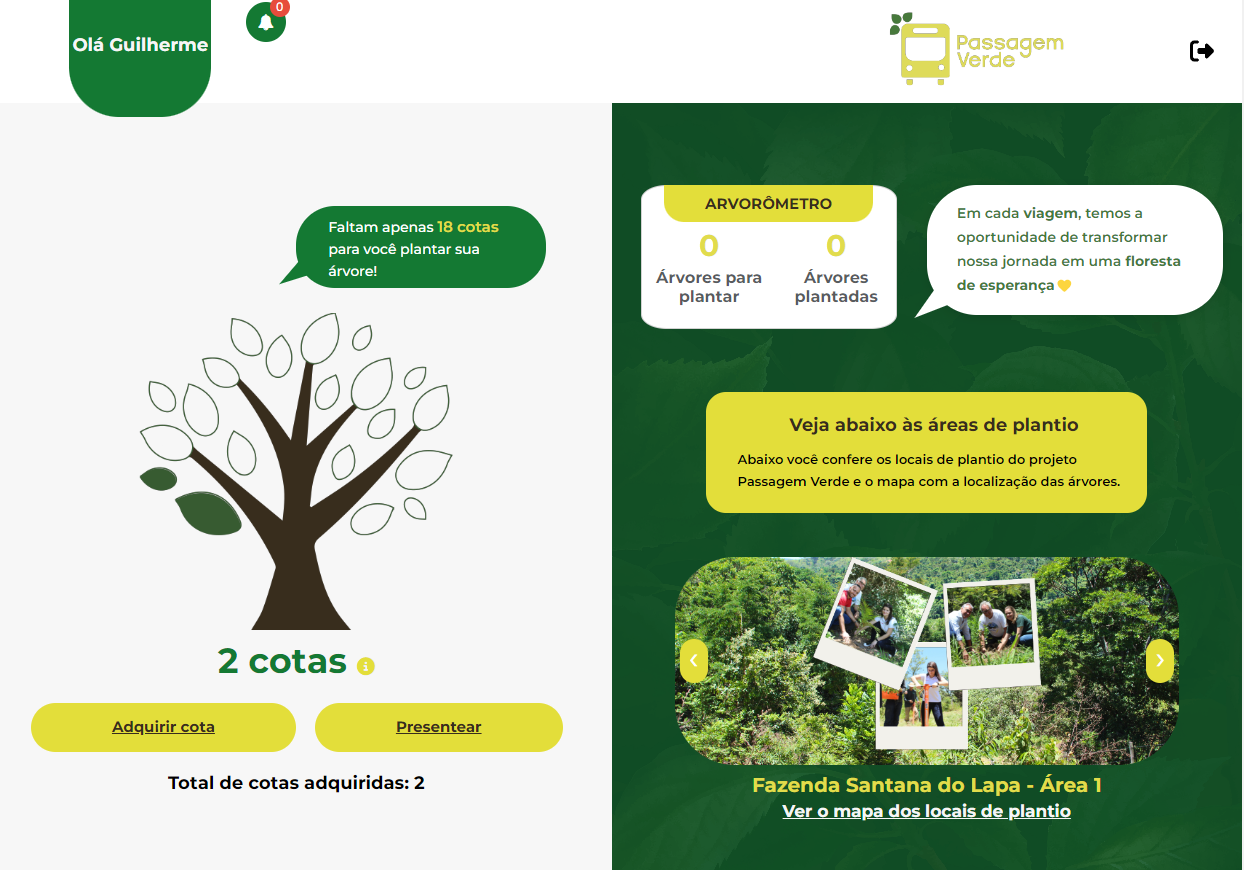 Olá Guilherme
0
Passagem
Verde
Faltam apenas 18 cotas
para você plantar sua
árvore!
2 cotas
i
Adquirir cota
Presentear
Total de cotas adquiridas: 2
ARVORÔMETRO
0
Árvores para
plantar
0
Árvores
plantadas
Em cada viagem, temos a
oportunidade de transformar
nossa jornada em uma floresta
de esperança💛
Veja abaixo às áreas de plantio
Abaixo você confere os locais de plantio do projeto
Passagem Verde e o mapa com a localização das árvores.
Fazenda Santana do Lapa - Área 1
Ver o mapa dos locais de plantio